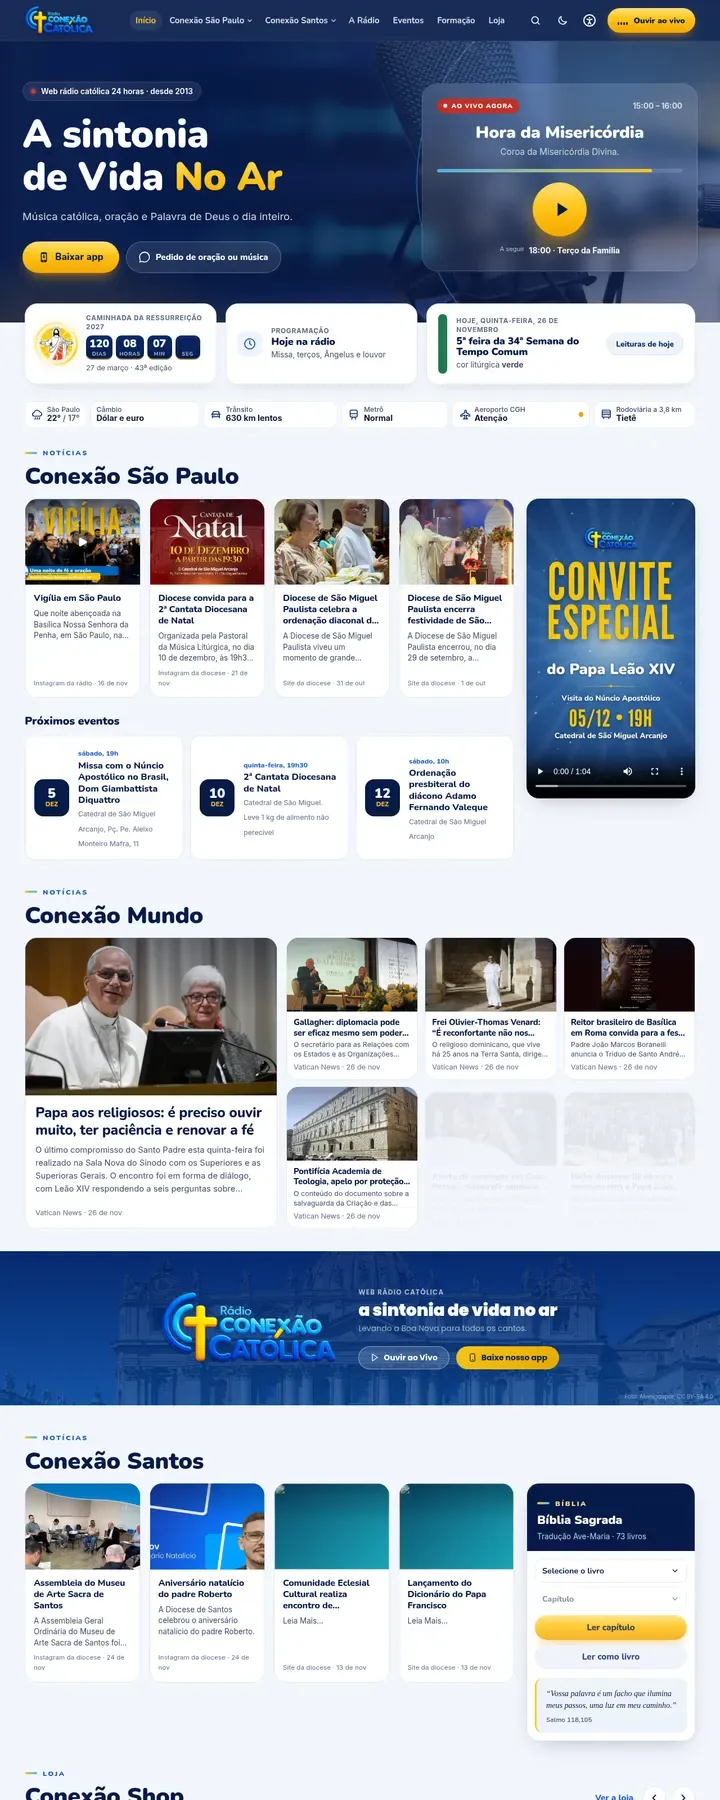 Rádio
CONEXÃO
CATÓLICA
Início
Conexão São Paulo
Conexão Santos
A Rádio
Eventos
Formação
Loja
Ouvir ao vivo
Web rádio católica 24 horas · desde 2013
A sintonia
de Vida No Ar
Música católica, oração e Palavra de Deus o dia inteiro.
Baixar app
Pedido de oração ou música
AO VIVO AGORA
15:00 – 16:00
Hora da Misericórdia
Coroa da Misericórdia Divina.
A seguir 18:00 · Terço da Família
CAMINHADA DA RESSURREIÇÃO
2027
120 08 07
DIAS HORAS MIN SEG
27 de março · 43ª edição
PROGRAMAÇÃO
Hoje na rádio
Missa, terços, Ângelus e louvor
HOJE, QUINTA-FEIRA, 26 DE
NOVEMBRO
5ª feira da 34ª Semana do
Tempo Comum
cor litúrgica verde
Leituras de hoje
São Paulo
22° / 17°
Câmbio
Dólar e euro
Trânsito
630 km lentos
Metrô
Normal
Aeroporto CGH
Atenção
Rodoviária a 3,8 km
Tietê
NOTÍCIAS
Conexão São Paulo
VIGÍLIA
Uma noite de fé e oração
Vigília em São Paulo
Que noite abençoada na
Basílica Nossa Senhora da
Penha, em São Paulo, na...
Instagram da rádio · 16 de nov
CANTATA DE
Natal
10 DE DEZEMBRO
A PARTIR DAS 19:30
Diocese convida para a
2ª Cantata Diocesana
de Natal
Organizada pela Pastoral
da Música Litúrgica, no dia
10 de dezembro, às 19h3...
Instagram da diocese · 21 de
nov
Diocese de São Miguel
Paulista celebra a
ordenação diaconal d...
A Diocese de São Miguel
Paulista viveu um
momento de grande...
Site da diocese · 31 de out
Diocese de São Miguel
Paulista encerra
festividade de São...
A Diocese de São Miguel
Paulista encerrou, no dia
29 de setembro, a...
Site da diocese · 1 de out
CONEXÃO
CATÓLICA
CONVITE
ESPECIAL
do Papa Leão XIV
Visita do Núncio Apostólico
05/12 • 19H
Catedral de São Miguel Arcanjo
0:00 / 1:04
Próximos eventos
5
DEZ
sábado, 19h
Missa com o Núncio
Apostólico no Brasil,
Dom Giambattista
Diquattro
Catedral de São Miguel
Arcanjo, Pç. Pe. Aleixo
Monteiro Mafra, 11
10
DEZ
quinta-feira, 19h30
2ª Cantata Diocesana
de Natal
Catedral de São Miguel.
Leve 1 kg de alimento não
perecível
12
DEZ
sábado, 10h
Ordenação
presbiteral do
diácono Adamo
Fernando Valeque
Catedral de São Miguel
Arcanjo
NOTÍCIAS
Conexão Mundo
Papa aos religiosos: é preciso ouvir
muito, ter paciência e renovar a fé
O último compromisso do Santo Padre esta quinta-feira foi
realizado na Sala Nova do Sínodo com os Superiores e as
Superioras Gerais. O encontro foi em forma de diálogo,
com Leão XIV respondendo a seis perguntas sobre...
Vatican News · 26 de nov
Gallagher: diplomacia pode
ser eficaz mesmo sem poder...
O secretário para as Relações com
os Estados e as Organizações...
Vatican News · 26 de nov
Frei Olivier-Thomas Venard:
“É reconfortante não nos...
O religioso dominicano, que vive
há 25 anos na Terra Santa, dirige...
Vatican News · 26 de nov
Reitor brasileiro de Basílica
em Roma convida para a fes...
Padre João Marcos Boranelli
anuncia o Tríduo de Santo André...
Vatican News · 26 de nov
Pontifícia Academia de
Teologia, apelo por proteção...
O conteúdo do documento sobre a
salvaguarda da Criação e das...
Vatican News · 26 de nov
Rádio
CONEXÃO
CATÓLICA
WEB RÁDIO CATÓLICA
a sintonia de vida no ar
Levando a Boa Nova para todos os cantos.
Ouvir ao Vivo
Baixe nosso app
Foto: Alvesgaspar, CC BY-SA 4.0
NOTÍCIAS
Conexão Santos
Assembleia do Museu
de Arte Sacra de
Santos
A Assembleia Geral
Ordinária do Museu de
Arte Sacra de Santos foi...
Instagram da diocese · 24 de
nov
ov
ário Natalício
Aniversário natalício
do padre Roberto
A Diocese de Santos
celebrou o aniversário
natalício do padre Roberto.
Instagram da diocese · 24 de
nov
Comunidade Eclesial
Cultural realiza
encontro de...
Leia Mais...
Site da diocese · 13 de nov
Lançamento do
Dicionário do Papa
Francisco
Leia Mais...
Site da diocese · 13 de nov
BÍBLIA
Bíblia Sagrada
Tradução Ave-Maria · 73 livros
Selecione o livro
Capítulo
Ler capítulo
Ler como livro
“Vossa palavra é um facho que ilumina
meus passos, uma luz em meu caminho.”
Salmo 118,105
LOJA
Conexão Shop
Ver a loja